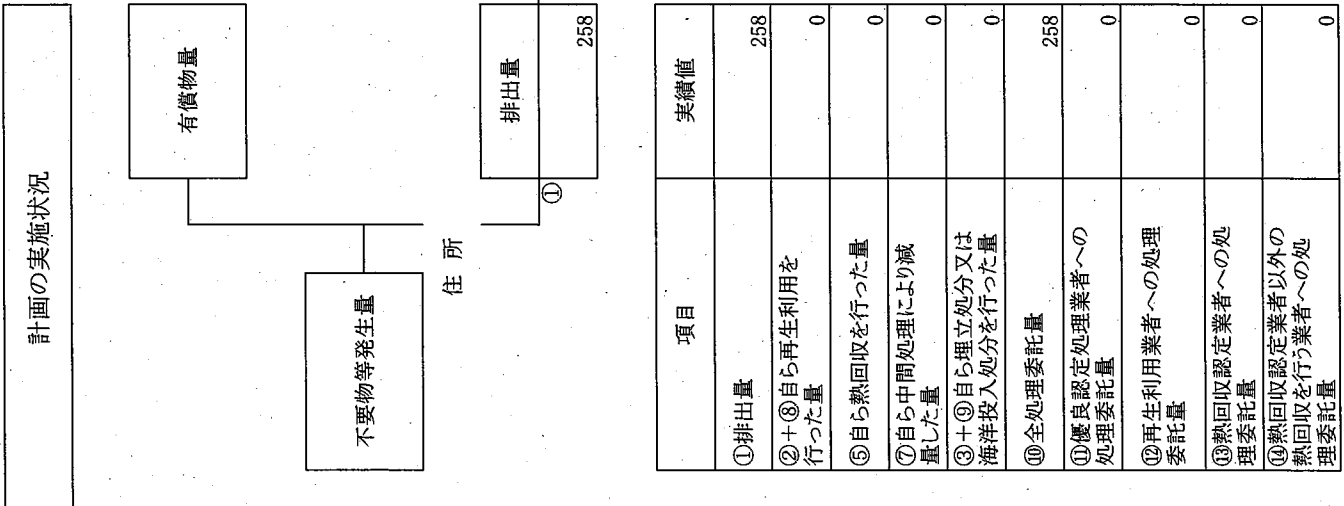 計画の実施状況
有償物量
不要物等発生量
住 所
①
排出量
258
項目
実績値
①排出量
258
②+⑧自ら再生利用を
行った量
0
⑤自ら熱回収を行った量
0
⑦自ら中間処理により減
量した量
0
③+⑨自ら埋立処分又は
海洋投入処分を行った量
0
⑩全処理委託量
258
⑪優良認定処理業者への
処理委託量
0
⑫再生利用業者への処理
委託量
0
⑬熱回収認定業者への処
理委託量
0
⑭熱回収認定業者以外の
熱回収を行う業者への処
理委託量
0